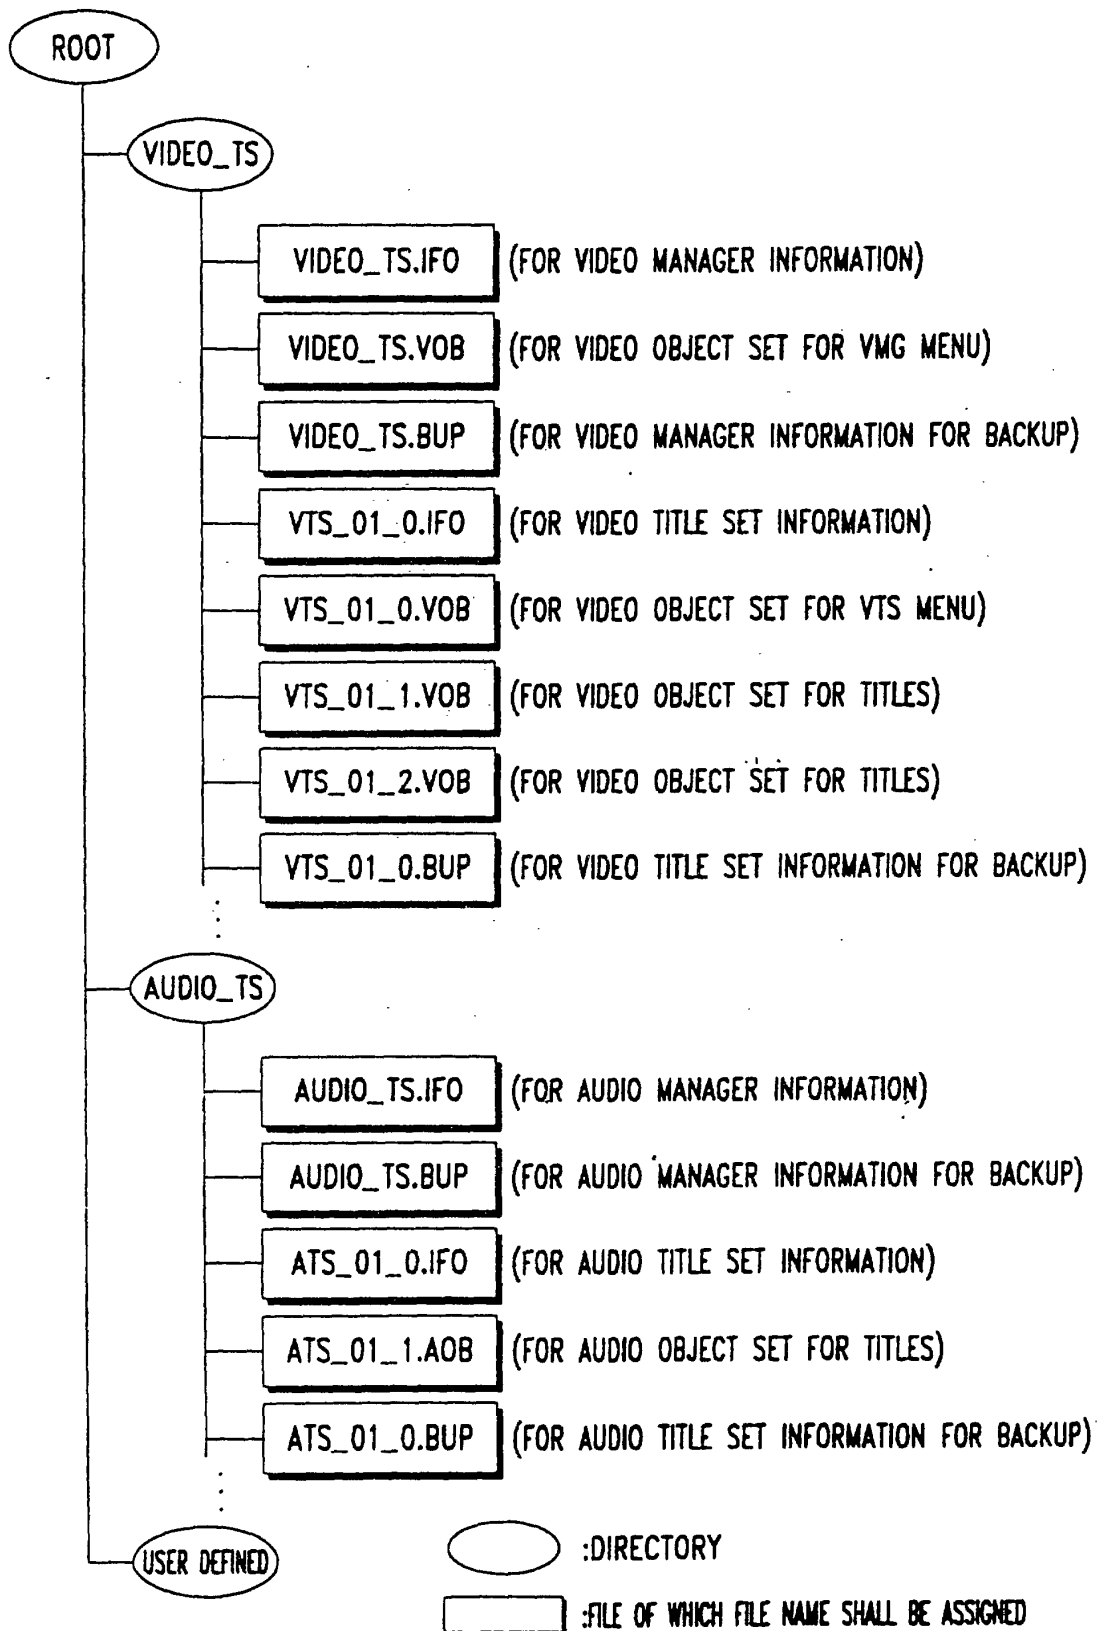 ROOT
VIDEO_TS
VIDEO_TS.IFO (FOR VIDEO MANAGER INFORMATION)
VIDEO_TS.VOB (FOR VIDEO OBJECT SET FOR VMG MENU)
VIDEO_TS.BUP (FOR VIDEO MANAGER INFORMATION FOR BACKUP)
VTS_01_0.IFO (FOR VIDEO TITLE SET INFORMATION)
VTS_01_0.VOB (FOR VIDEO OBJECT SET FOR VTS MENU)
VTS_01_1.VOB (FOR VIDEO OBJECT SET FOR TITLES)
VTS_01_2.VOB (FOR VIDEO OBJECT SET FOR TITLES)
VTS_01_0.BUP (FOR VIDEO TITLE SET INFORMATION FOR BACKUP)
AUDIO_TS
AUDIO_TS.IFO (FOR AUDIO MANAGER INFORMATION)
AUDIO_TS.BUP (FOR AUDIO MANAGER INFORMATION FOR BACKUP)
ATS_01_0.IFO (FOR AUDIO TITLE SET INFORMATION)
ATS_01_1.AOB (FOR AUDIO OBJECT SET FOR TITLES)
ATS_01_0.BUP (FOR AUDIO TITLE SET INFORMATION FOR BACKUP)
USER DEFINED
:DIRECTORY
:FILE OF WHICH FILE NAME SHALL BE ASSIGNED